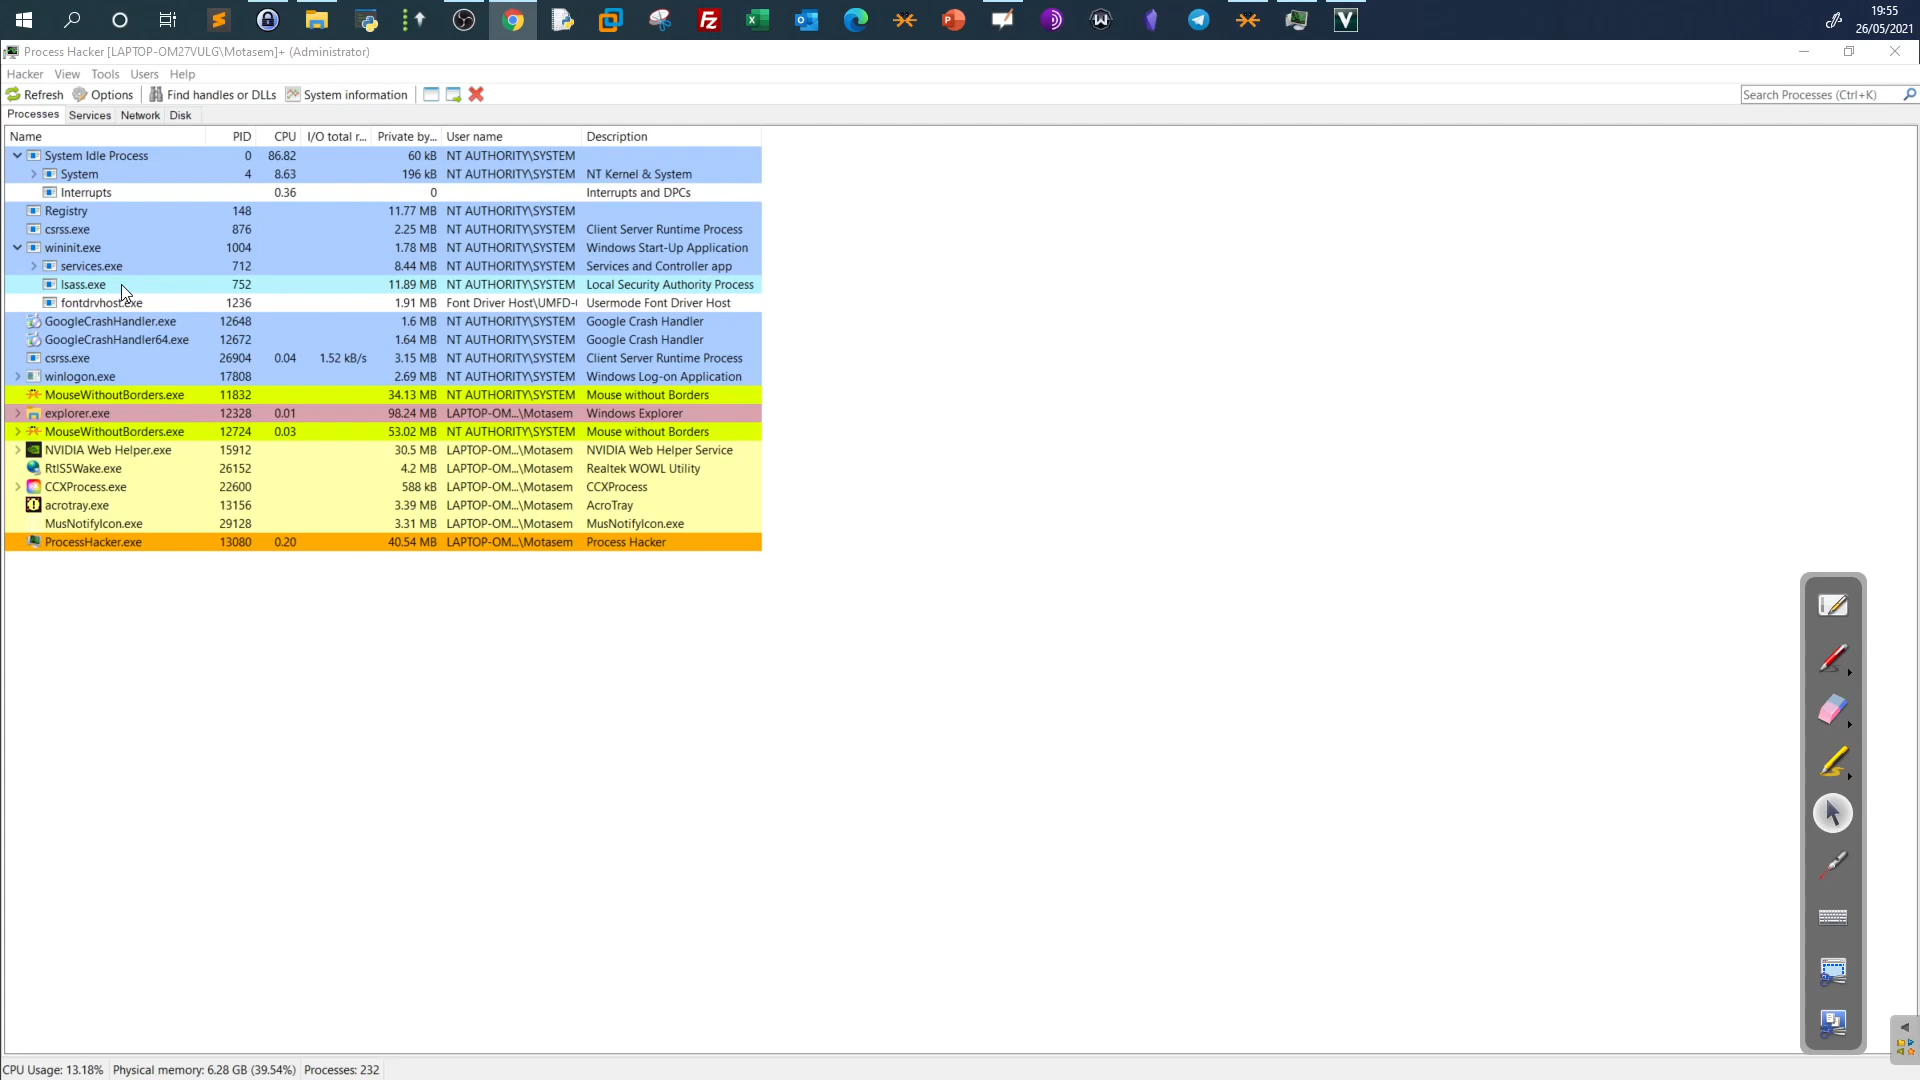 19:55
26/05/2021
Process Hacker [LAPTOP-OM27VULG\Motasem]+ (Administrator)
Hacker View Tools Users Help
Refresh Options Find handles or DLLs System information Search Processes (Ctrl+K)
Processes Services Network Disk
Name PID CPU I/O total r... Private by... User name Description
System Idle Process 0 86.82 60 kB NT AUTHORITY\SYSTEM
System 4 8.63 196 kB NT AUTHORITY\SYSTEM NT Kernel & System
Interrupts 0.36 0 Interrupts and DPCs
Registry 148 11.77 MB NT AUTHORITY\SYSTEM
csrss.exe 876 2.25 MB NT AUTHORITY\SYSTEM Client Server Runtime Process
wininit.exe 1004 1.78 MB NT AUTHORITY\SYSTEM Windows Start-Up Application
services.exe 712 8.44 MB NT AUTHORITY\SYSTEM Services and Controller app
lsass.exe 752 11.89 MB NT AUTHORITY\SYSTEM Local Security Authority Process
fontdrvhost.exe 1236 1.91 MB Font Driver Host\UMFD-( Usermode Font Driver Host
GoogleCrashHandler.exe 12648 1.6 MB NT AUTHORITY\SYSTEM Google Crash Handler
GoogleCrashHandler64.exe 12672 1.64 MB NT AUTHORITY\SYSTEM Google Crash Handler
csrss.exe 26904 0.04 1.52 kB/s 3.15 MB NT AUTHORITY\SYSTEM Client Server Runtime Process
winlogon.exe 17808 2.69 MB NT AUTHORITY\SYSTEM Windows Log-on Application
MouseWithoutBorders.exe 11832 34.13 MB NT AUTHORITY\SYSTEM Mouse without Borders
explorer.exe 12328 0.01 98.24 MB LAPTOP-OM...\Motasem Windows Explorer
MouseWithoutBorders.exe 12724 0.03 53.02 MB NT AUTHORITY\SYSTEM Mouse without Borders
NVIDIA Web Helper.exe 15912 30.5 MB LAPTOP-OM...\Motasem NVIDIA Web Helper Service
RtlS5Wake.exe 26152 4.2 MB LAPTOP-OM...\Motasem Realtek WOWL Utility
CCXProcess.exe 22600 588 kB LAPTOP-OM...\Motasem CCXProcess
acrotray.exe 13156 3.39 MB LAPTOP-OM...\Motasem AcroTray
MusNotifyIcon.exe 29128 3.31 MB LAPTOP-OM...\Motasem MusNotifyIcon.exe
ProcessHacker.exe 13080 0.20 40.54 MB LAPTOP-OM...\Motasem Process Hacker
CPU Usage: 13.18% Physical memory: 6.28 GB (39.54%) Processes: 232